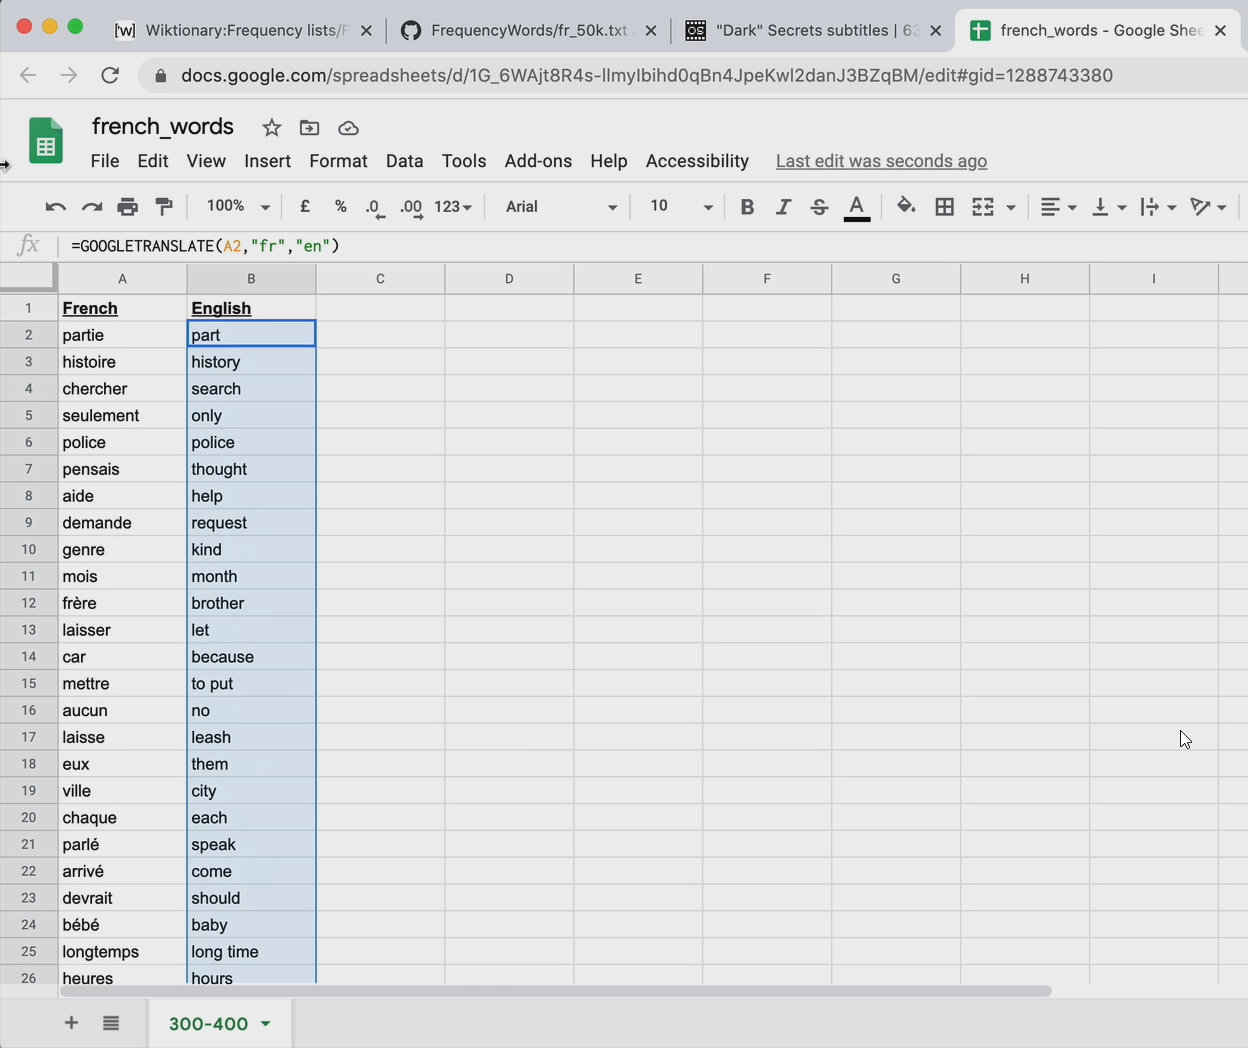 Wiktionary:Frequency lists/F
FrequencyWords/fr_50k.txt
"Dark" Secrets subtitles | 63
french_words - Google Shee
docs.google.com/spreadsheets/d/1G_6WAjt8R4s-IlmyIbihd0qBn4JpeKwl2danJ3BZqBM/edit#gid=1288743380
french_words
File Edit View Insert Format Data Tools Add-ons Help Accessibility Last edit was seconds ago
100% £ % .0 .00 123 Arial 10 B I S A
fx =GOOGLETRANSLATE(A2,"fr","en")
A B C D E F G H I
1 French English
2 partie part
3 histoire history
4 chercher search
5 seulement only
6 police police
7 pensais thought
8 aide help
9 demande request
10 genre kind
11 mois month
12 frère brother
13 laisser let
14 car because
15 mettre to put
16 aucun no
17 laisse leash
18 eux them
19 ville city
20 chaque each
21 parlé speak
22 arrivé come
23 devrait should
24 bébé baby
25 longtemps long time
26 heures hours
300-400